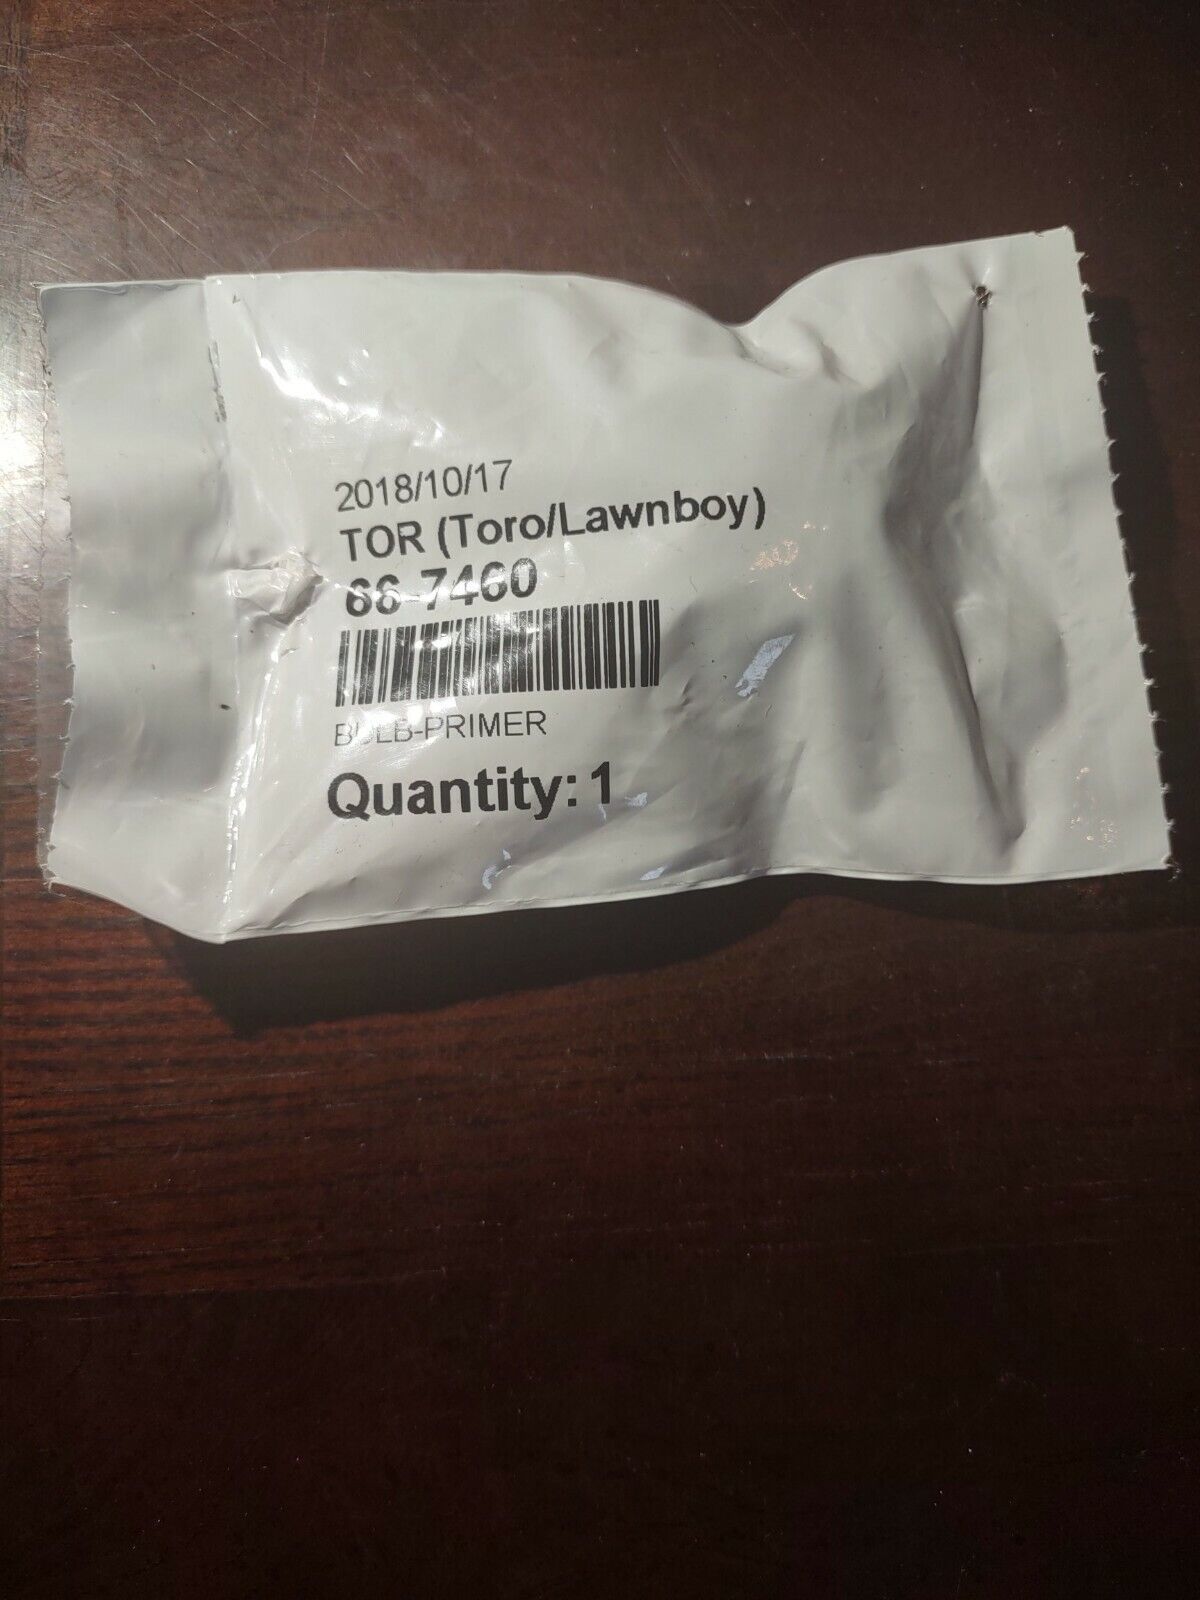 2018/10/17
TOR (Toro/Lawnboy)
66-7460
BULB-PRIMER
Quantity: 1